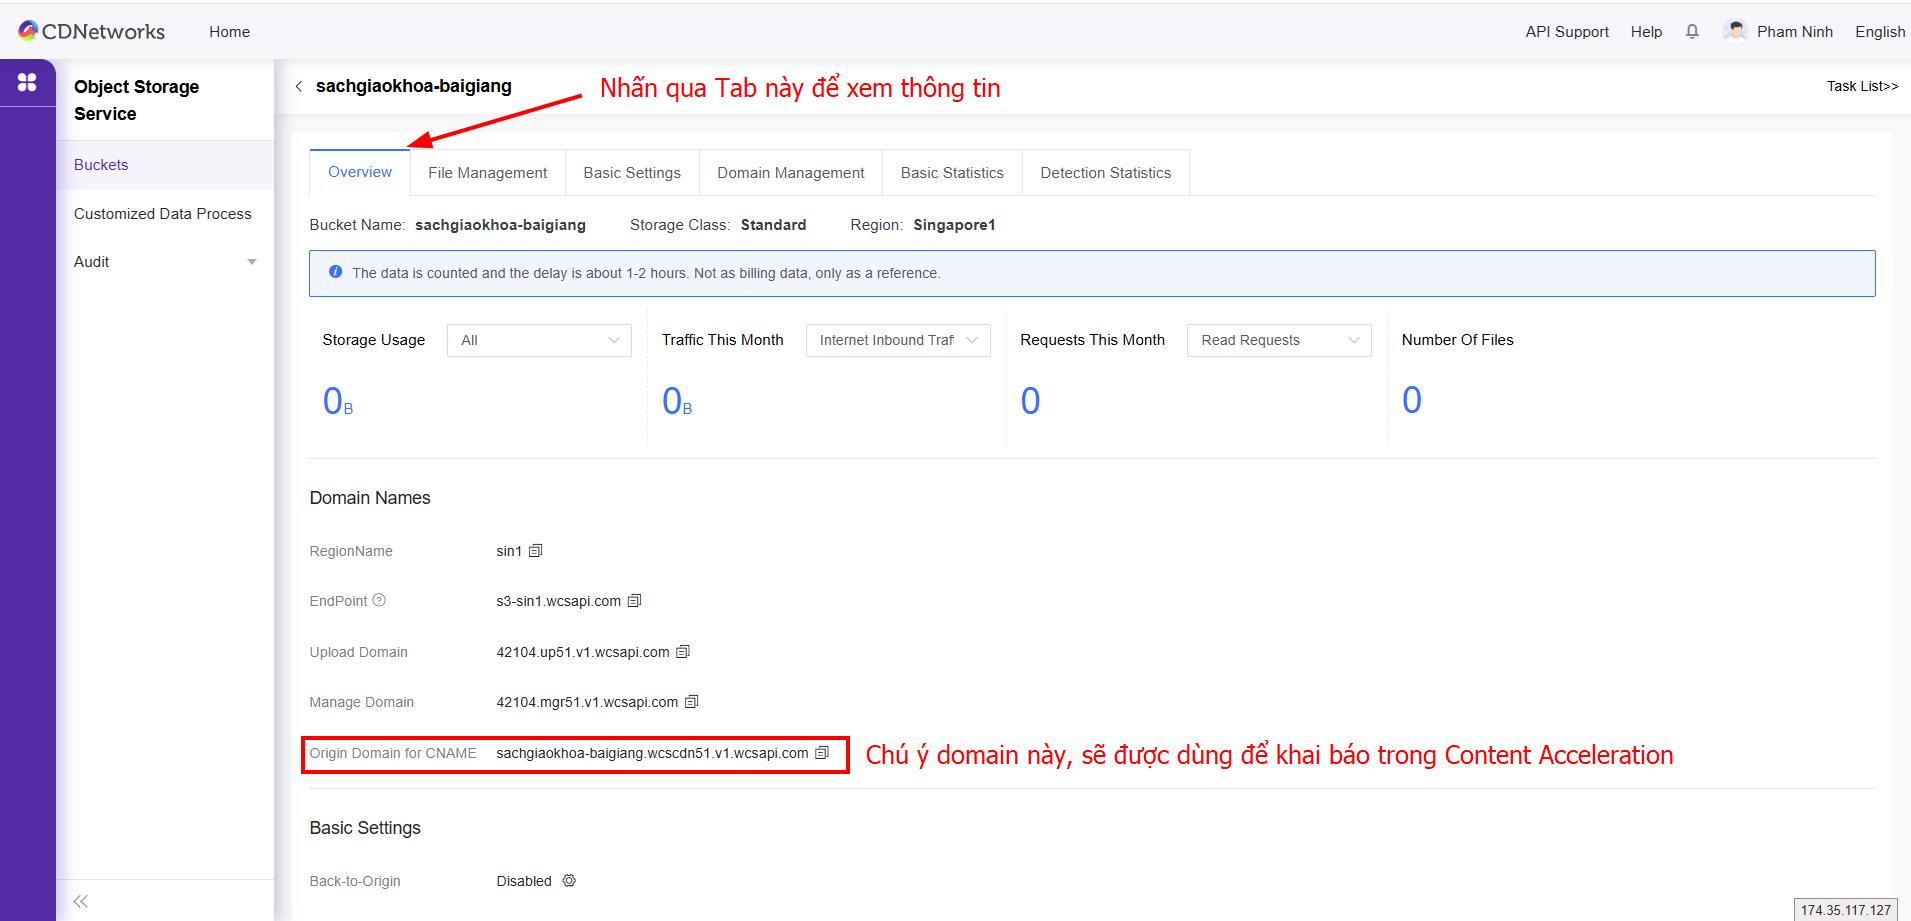 CDNetworks Home API Support Help Pham Ninh English
Object Storage
Service
Buckets
Customized Data Process
Audit
sachgiaokhoa-baigiang Nhấn qua Tab này để xem thông tin Task List>>
Overview File Management Basic Settings Domain Management Basic Statistics Detection Statistics
Bucket Name: sachgiaokhoa-baigiang Storage Class: Standard Region: Singapore1
The data is counted and the delay is about 1-2 hours. Not as billing data, only as a reference.
Storage Usage All Traffic This Month Internet Inbound Traf Requests This Month Read Requests Number Of Files
0B 0B 0 0
Domain Names
RegionName sin1
EndPoint s3-sin1.wcsapi.com
Upload Domain 42104.up51.v1.wcsapi.com
Manage Domain 42104.mgr51.v1.wcsapi.com
Origin Domain for CNAME sachgiaokhoa-baigiang.wcscdn51.v1.wcsapi.com Chú ý domain này, sẽ được dùng để khai báo trong Content Acceleration
Basic Settings
Back-to-Origin Disabled
174.35.117.127